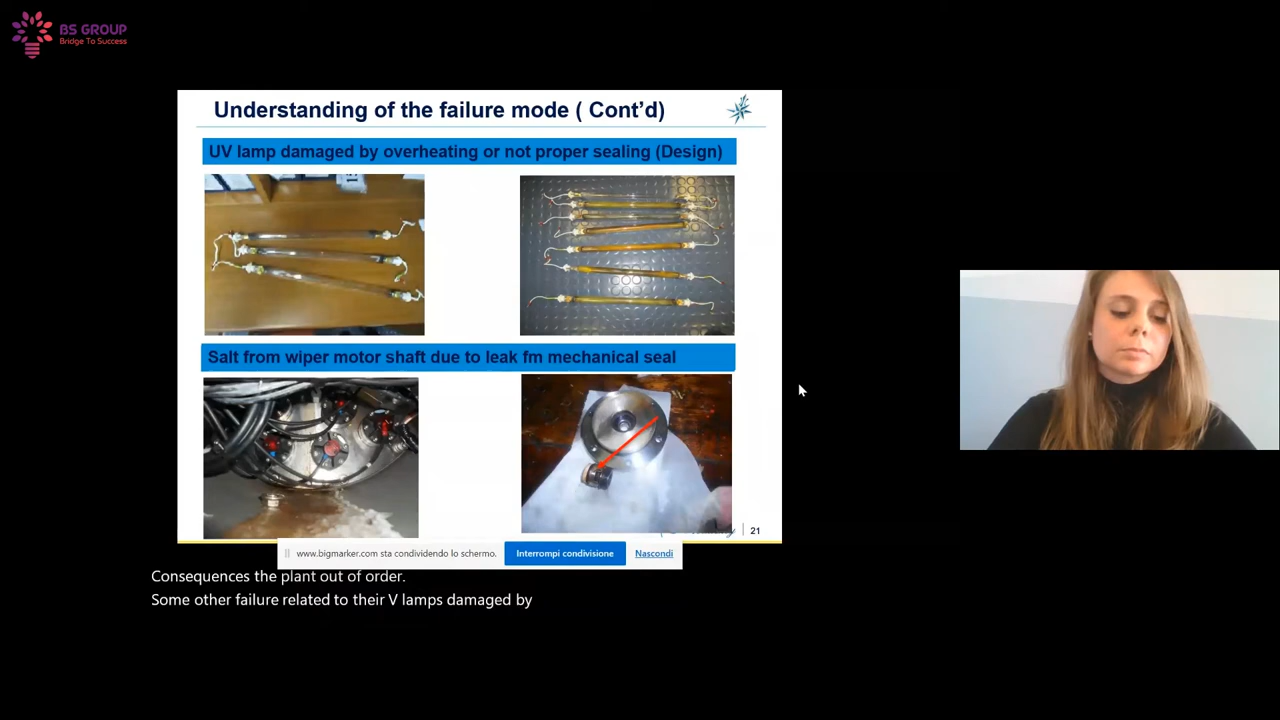 BS GROUP
Bridge To Success
Understanding of the failure mode ( Cont'd)
UV lamp damaged by overheating or not proper sealing (Design)
Salt from wiper motor shaft due to leak fm mechanical seal
21
www.bigmarker.com sta condividendo lo schermo.
Interrompi condivisione
Nascondi
Consequences the plant out of order.
Some other failure related to their V lamps damaged by